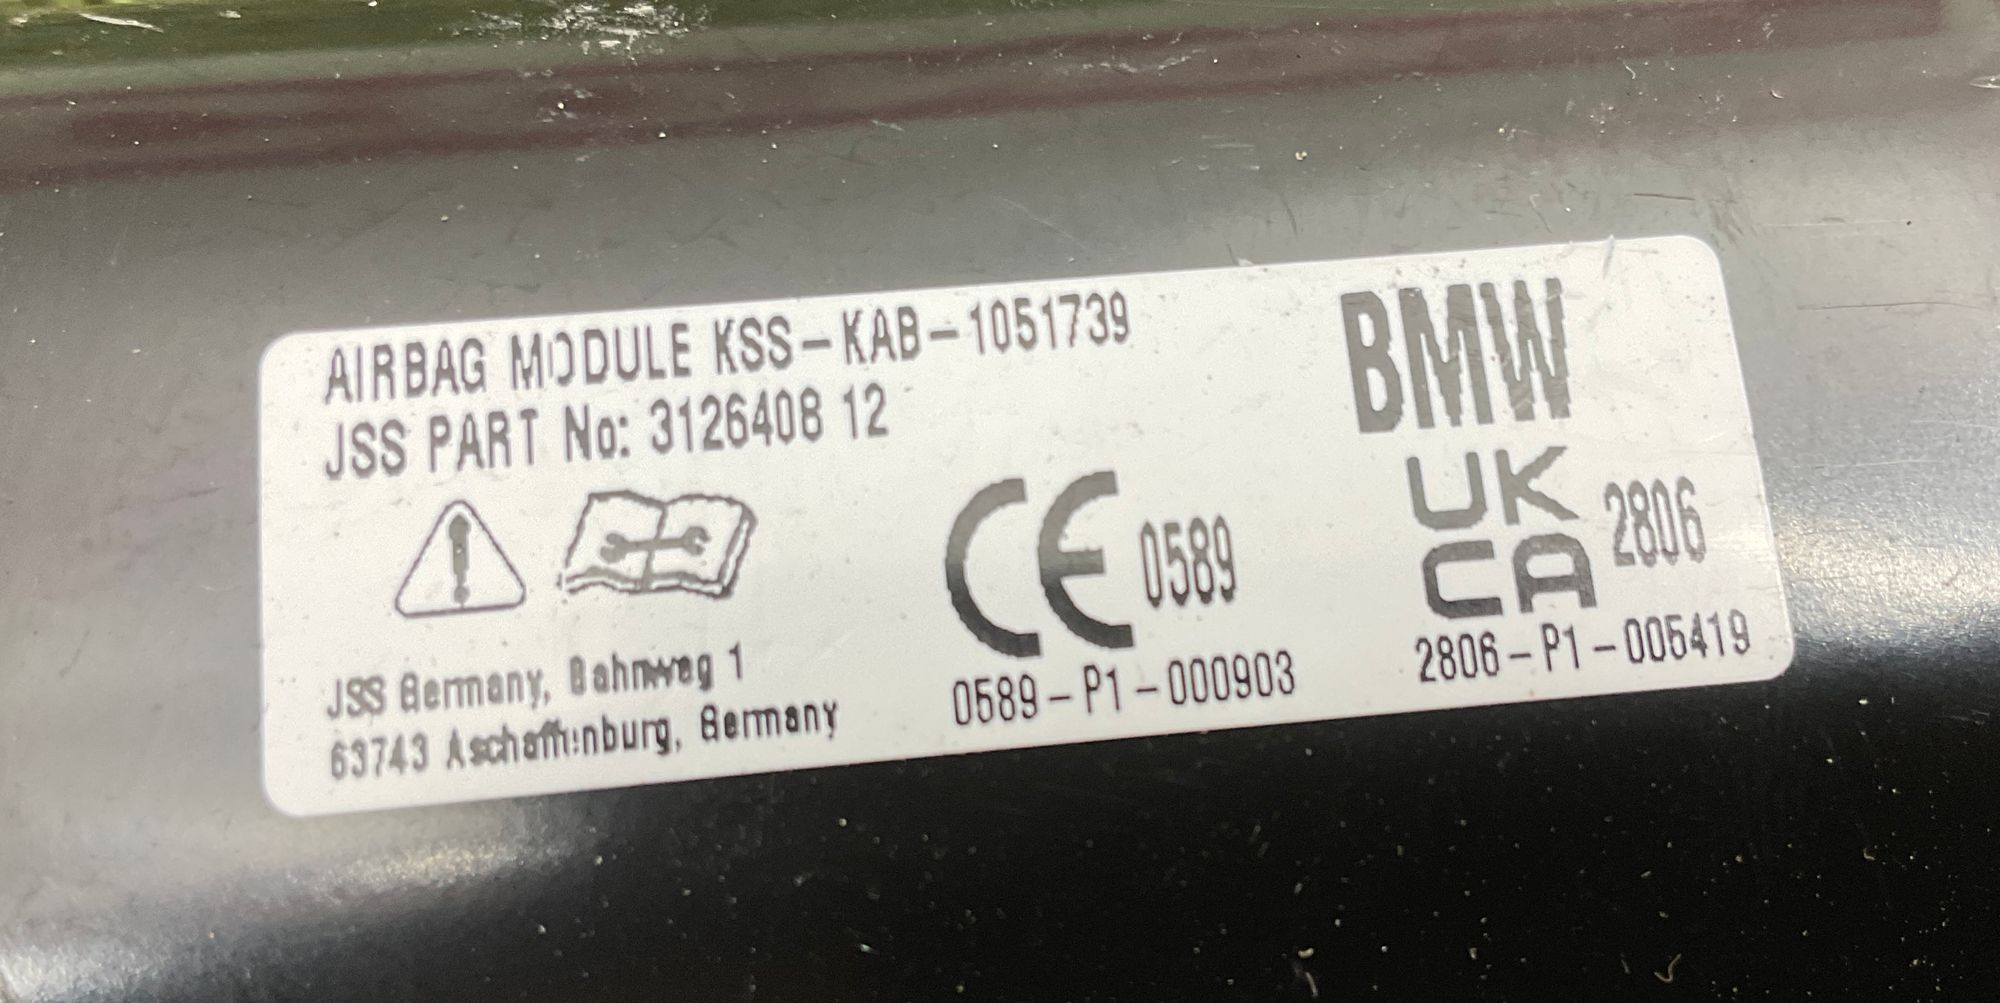 AIRBAG MODULE KSS-KAB-1051739
JSS PART No: 3126408 12
BMW
CE 0589
UK
CA 2806
JSS Germany, Bahnweg 1
63743 Aschaffenburg, Germany
0589-P1-000903
2806-P1-005419